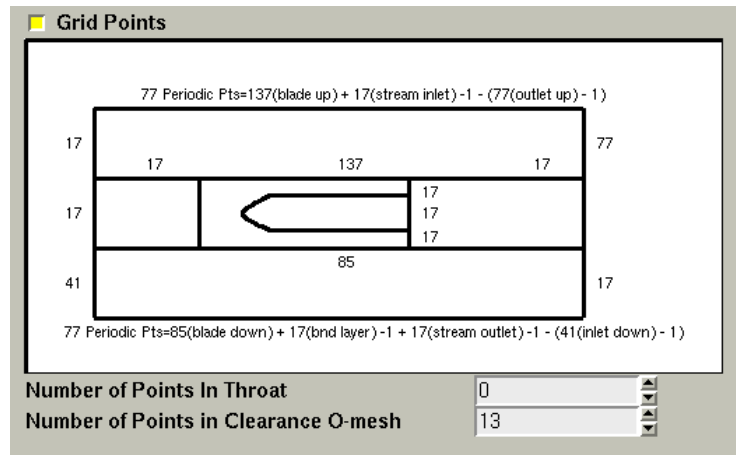 Grid Points
77 Periodic Pts=137(blade up) + 17(stream inlet) -1 - (77(outlet up) - 1)
17 77
17 137 17
17
17 17
17
85
41 17
77 Periodic Pts=85(blade down) + 17(bnd layer) -1 + 17(stream outlet) -1 - (41(inlet down) - 1)
Number of Points In Throat 0
Number of Points in Clearance O-mesh 13